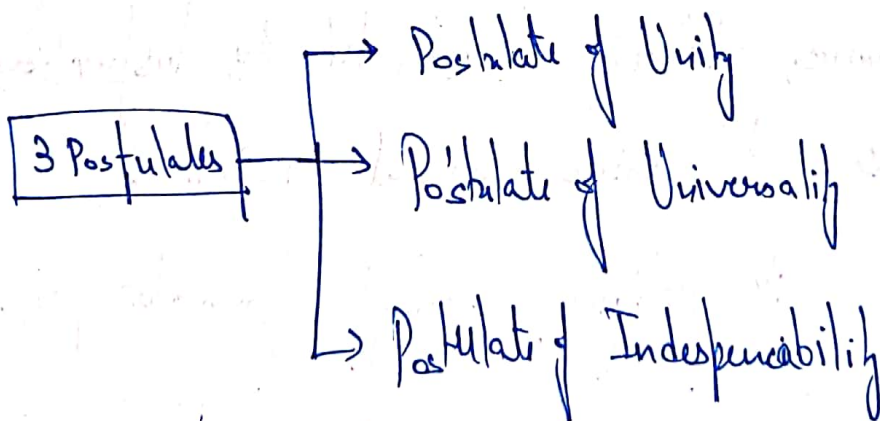 Postulate of Unity
3 Postulates
Postulate of Universality
Postulate of Indespencability